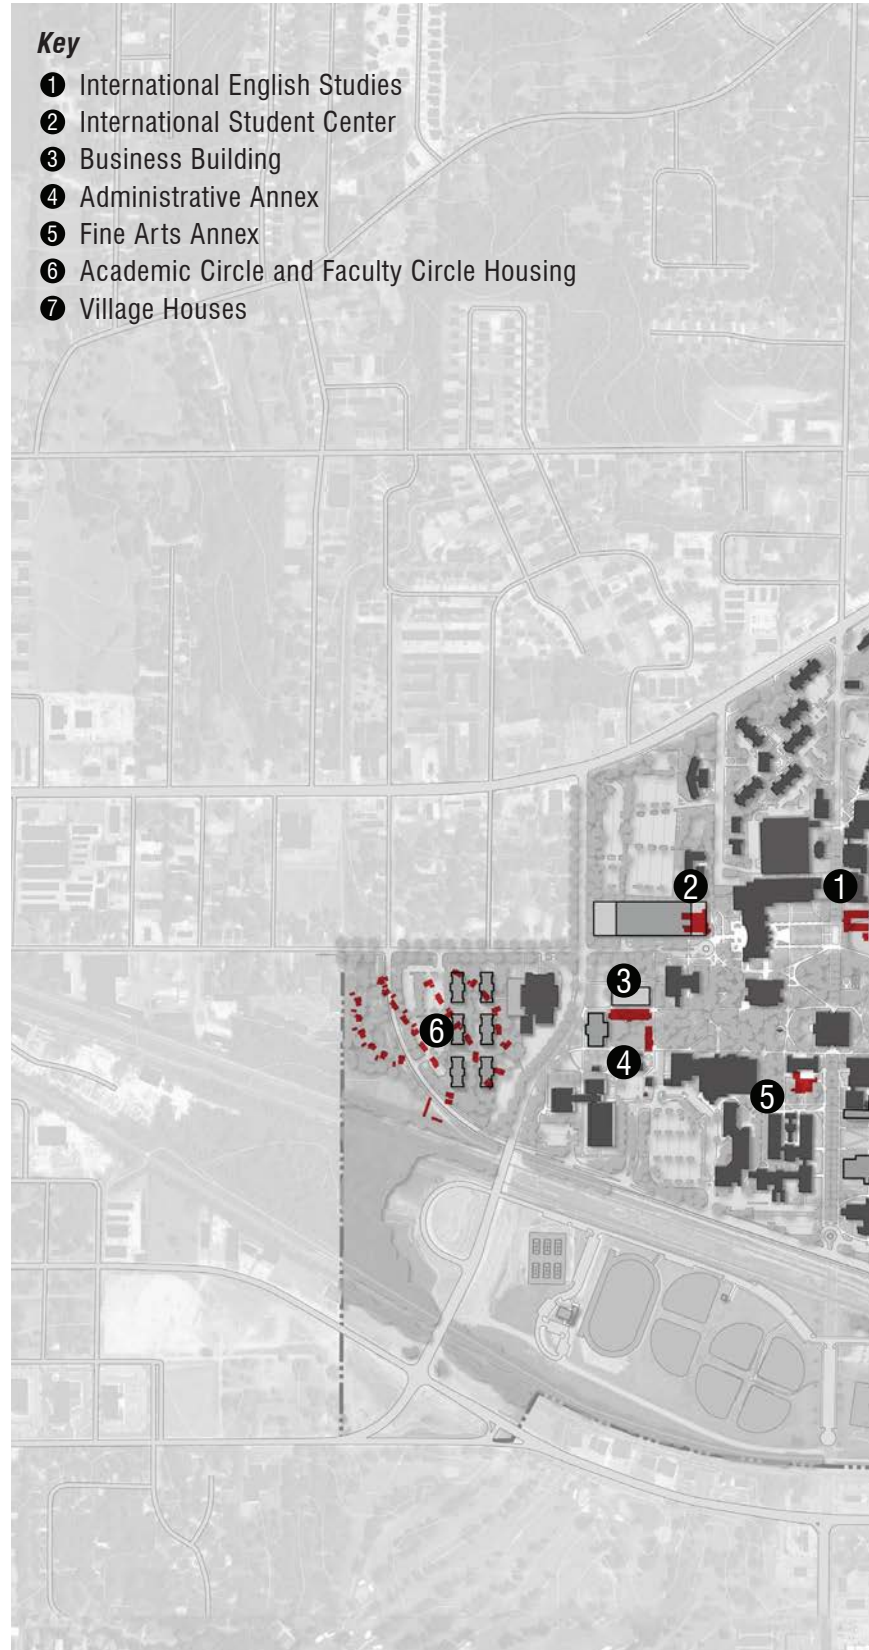 Key
1 International English Studies
2 International Student Center
3 Business Building
4 Administrative Annex
5 Fine Arts Annex
6 Academic Circle and Faculty Circle Housing
7 Village Houses
2
1
3
6
4
5